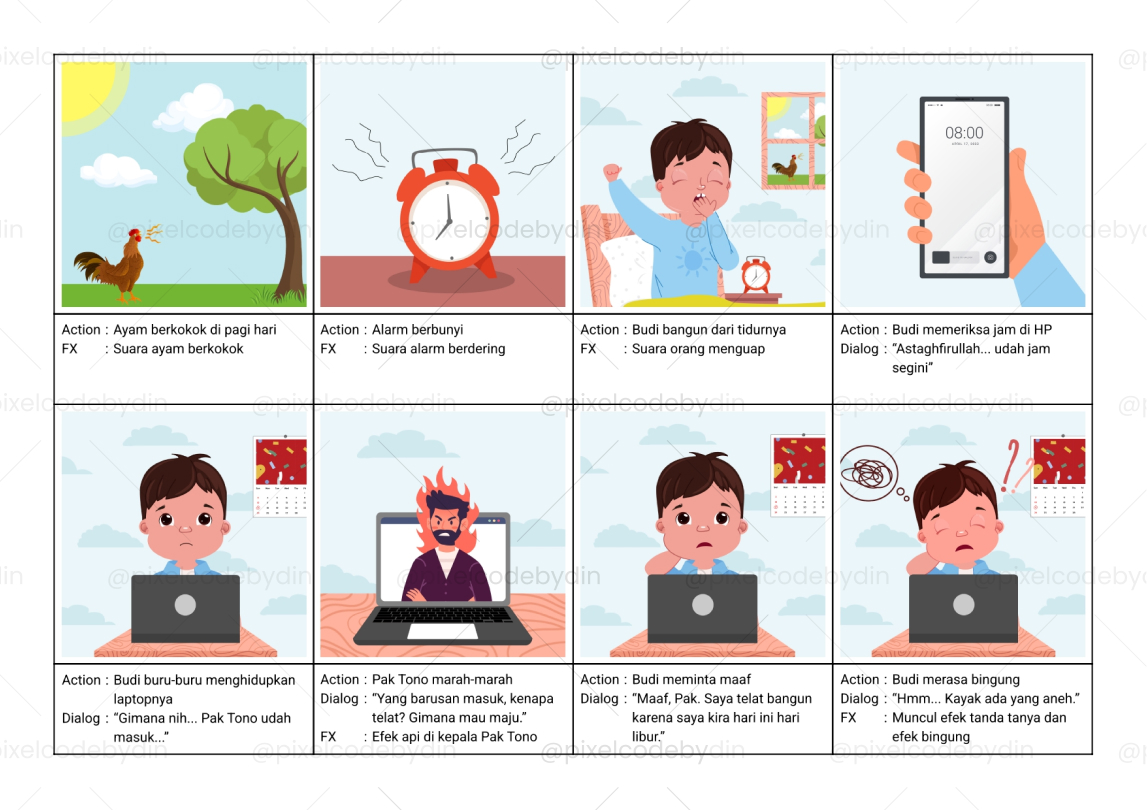 @pixelcodebydin
08:00
APRIL 17, 2022
Action : Ayam berkokok di pagi hari
FX : Suara ayam berkokok
Action : Alarm berbunyi
FX : Suara alarm berdering
Action : Budi bangun dari tidurnya
FX : Suara orang menguap
Action : Budi memeriksa jam di HP
Dialog : “Astaghfirullah... udah jam
segini”
Action : Budi buru-buru menghidupkan
laptopnya
Dialog : “Gimana nih... Pak Tono udah
masuk...”
Action : Pak Tono marah-marah
Dialog : “Yang barusan masuk, kenapa
telat? Gimana mau maju.”
FX : Efek api di kepala Pak Tono
Action : Budi meminta maaf
Dialog : “Maaf, Pak. Saya telat bangun
karena saya kira hari ini hari
libur.”
Action : Budi merasa bingung
Dialog : “Hmm... Kayak ada yang aneh.”
FX : Muncul efek tanda tanya dan
efek bingung